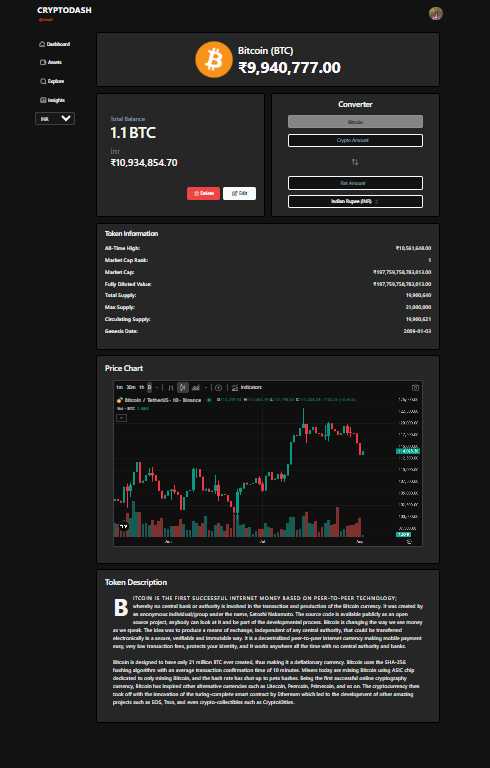 CRYPTODASH
Dashboard
Assets
Explore
Insights
INR
Bitcoin (BTC)
₹9,940,777.00
Total Balance
1.1 BTC
inr
₹10,934,854.70
Delete
Edit
Converter
Bitcoin
Crypto Amount
Fiat Amount
Indian Rupee (INR)
Token Information
All-Time High: ₹10,561,648.00
Market Cap Rank: 1
Market Cap: ₹197,759,758,783,013.00
Fully Diluted Value: ₹197,759,758,783,013.00
Total Supply: 19,900,640
Max Supply: 21,000,000
Circulating Supply: 19,900,621
Genesis Date: 2009-01-03
Price Chart
1m 30m 1h D Indicators
Bitcoin / TetherUS · 1D · Binance
Vol · BTC
Jun Jul Aug
Token Description
BITCOIN IS THE FIRST SUCCESSFUL INTERNET MONEY BASED ON PEER-TO-PEER TECHNOLOGY;
whereby no central bank or authority is involved in the transaction and production of the Bitcoin currency. It was created by
an anonymous individual/group under the name, Satoshi Nakamoto. The source code is available publicly as an open
source project, anybody can look at it and be part of the developmental process. Bitcoin is changing the way we see money
as we speak. The idea was to produce a means of exchange, independent of any central authority, that could be transferred
electronically in a secure, verifiable and immutable way. It is a decentralized peer-to-peer internet currency making mobile payment
easy, very low transaction fees, protects your identity, and it works anywhere all the time with no central authority and banks.
Bitcoin is designed to have only 21 million BTC ever created, thus making it a deflationary currency. Bitcoin uses the SHA-256
hashing algorithm with an average transaction confirmation time of 10 minutes. Miners today are mining Bitcoin using ASIC chip
dedicated to only mining Bitcoin, and the hash rate has shot up to peta hashes. Being the first successful online cryptography
currency, Bitcoin has inspired other alternative currencies such as Litecoin, Peercoin, Primecoin, and so on. The cryptocurrency then
took off with the innovation of the turing-complete smart contract by Ethereum which led to the development of other amazing
projects such as EOS, Tron, and even crypto-collectibles such as CryptoKitties.